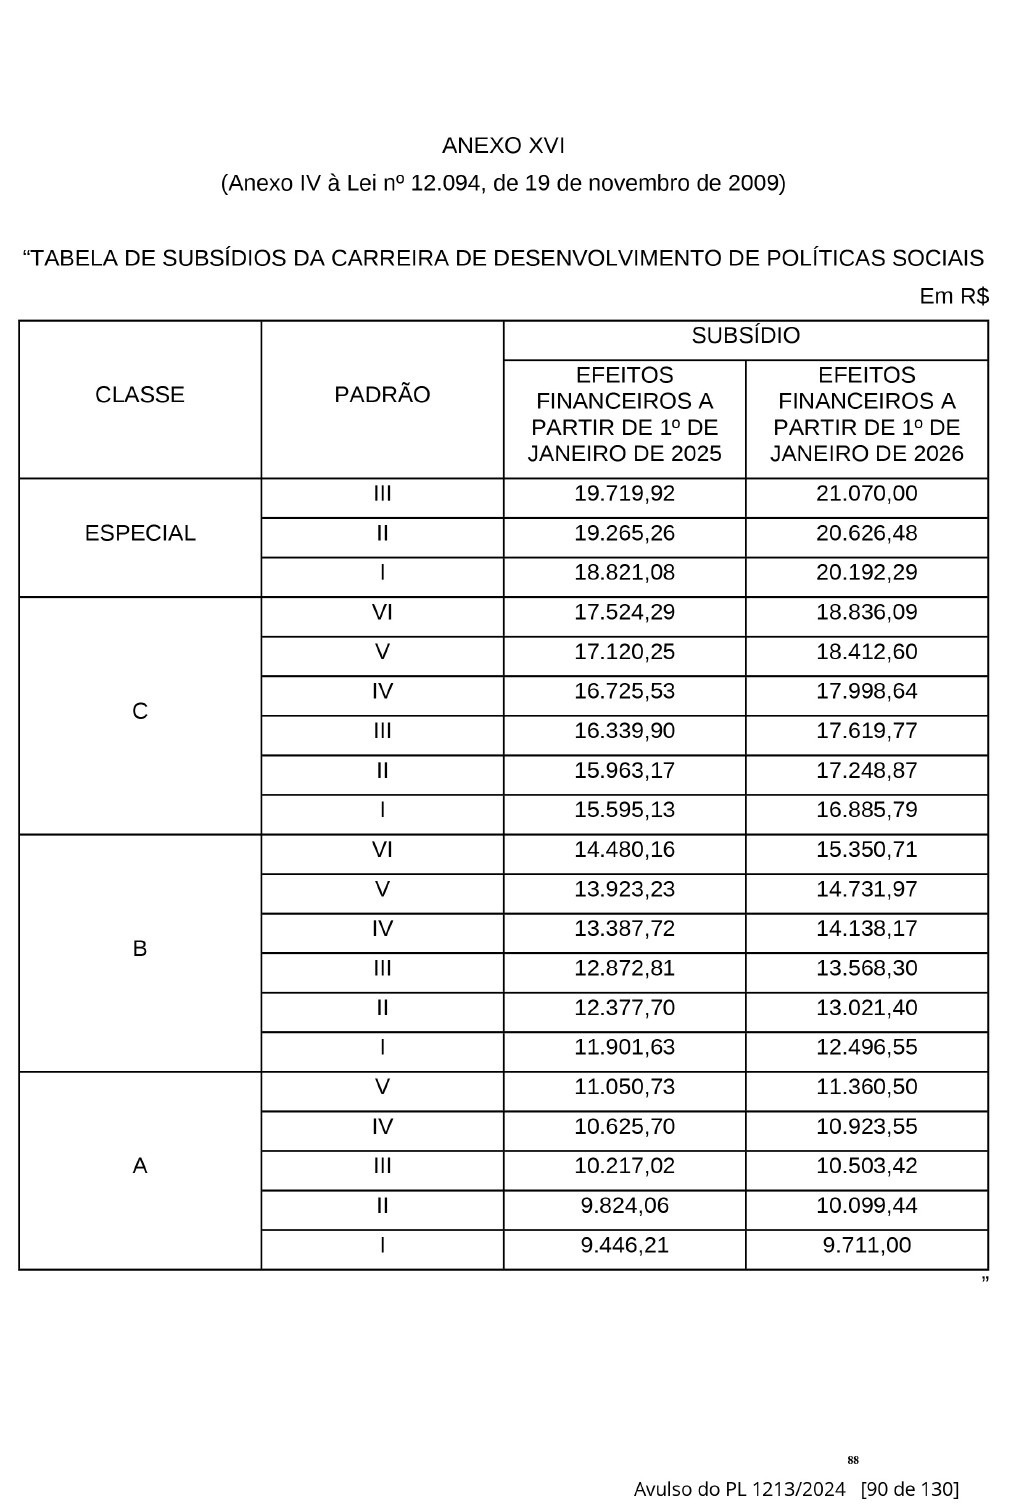 ANEXO XVI
(Anexo IV à Lei nº 12.094, de 19 de novembro de 2009)
“TABELA DE SUBSÍDIOS DA CARREIRA DE DESENVOLVIMENTO DE POLÍTICAS SOCIAIS
Em R$
CLASSE
PADRÃO
SUBSÍDIO
EFEITOS
FINANCEIROS A
PARTIR DE 1º DE
JANEIRO DE 2025
EFEITOS
FINANCEIROS A
PARTIR DE 1º DE
JANEIRO DE 2026
ESPECIAL
III 19.719,92 21.070,00
II 19.265,26 20.626,48
I 18.821,08 20.192,29
C
VI 17.524,29 18.836,09
V 17.120,25 18.412,60
IV 16.725,53 17.998,64
III 16.339,90 17.619,77
II 15.963,17 17.248,87
I 15.595,13 16.885,79
B
VI 14.480,16 15.350,71
V 13.923,23 14.731,97
IV 13.387,72 14.138,17
III 12.872,81 13.568,30
II 12.377,70 13.021,40
I 11.901,63 12.496,55
A
V 11.050,73 11.360,50
IV 10.625,70 10.923,55
III 10.217,02 10.503,42
II 9.824,06 10.099,44
I 9.446,21 9.711,00
”
88
Avulso do PL 1213/2024 [90 de 130]